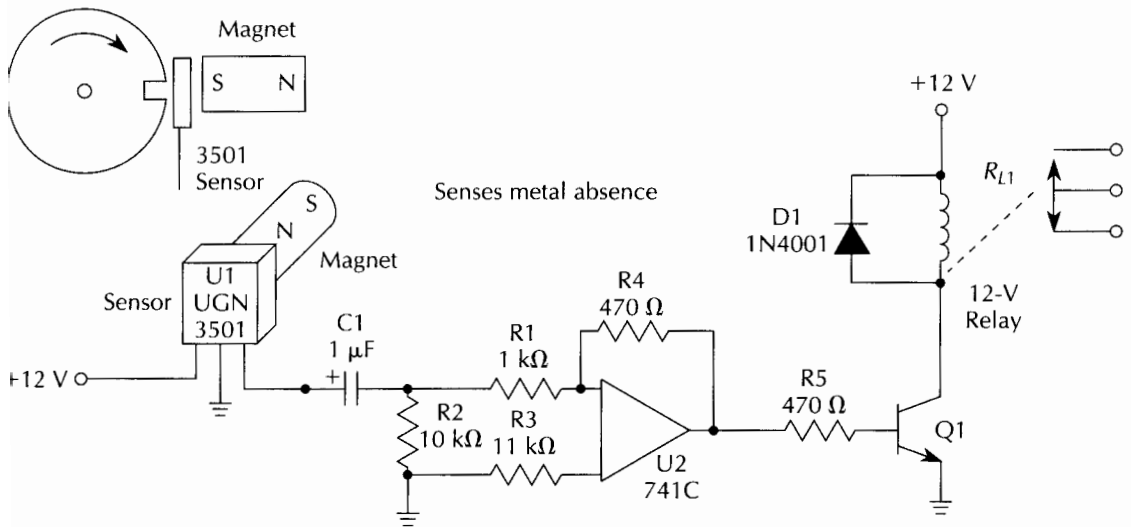 Magnet
S N
3501
Sensor
Senses metal absence
S
N
Magnet
Sensor
U1
UGN
3501
+12 V
C1
1 µF
+
R1
1 kΩ
R2
10 kΩ
R3
11 kΩ
R4
470 Ω
U2
741C
R5
470 Ω
Q1
+12 V
D1
1N4001
RL1
12-V
Relay